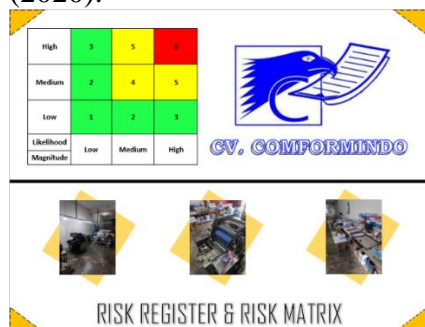 (2020).
High 3 5 6
Medium 2 4 5
Low 1 2 3
Likelihood
Magnitude
Low Medium High
CV. COMFORMINDO
RISK REGISTER & RISK MATRIX